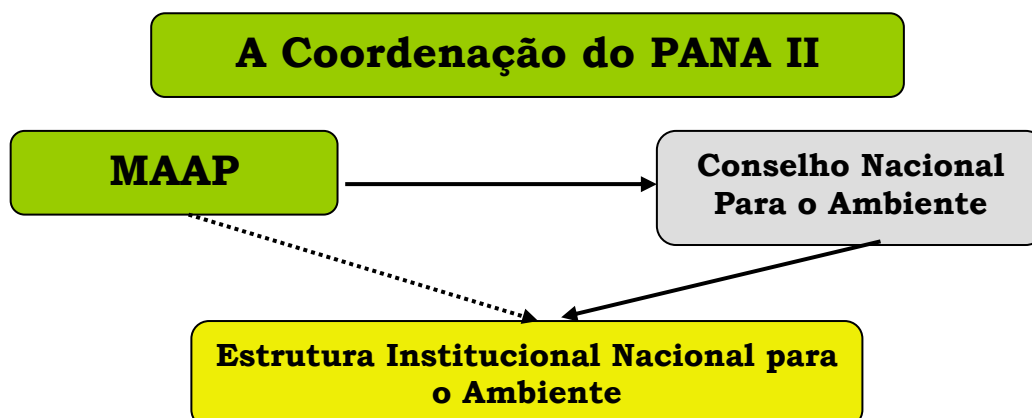 A Coordenação do PANA II
MAAP
Conselho Nacional
Para o Ambiente
Estrutura Institucional Nacional para
o Ambiente